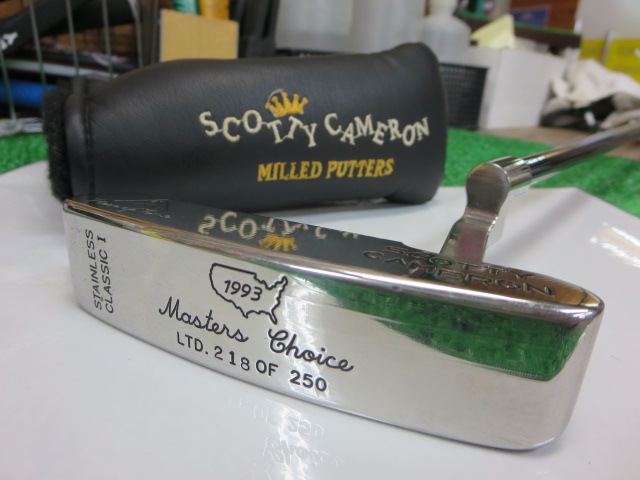 SCOTTY CAMERON
MILLED PUTTERS
SCOTTY
CAMERON
STAINLESS
CLASSIC I
1993
Masters Choice
LTD. 218 OF 250